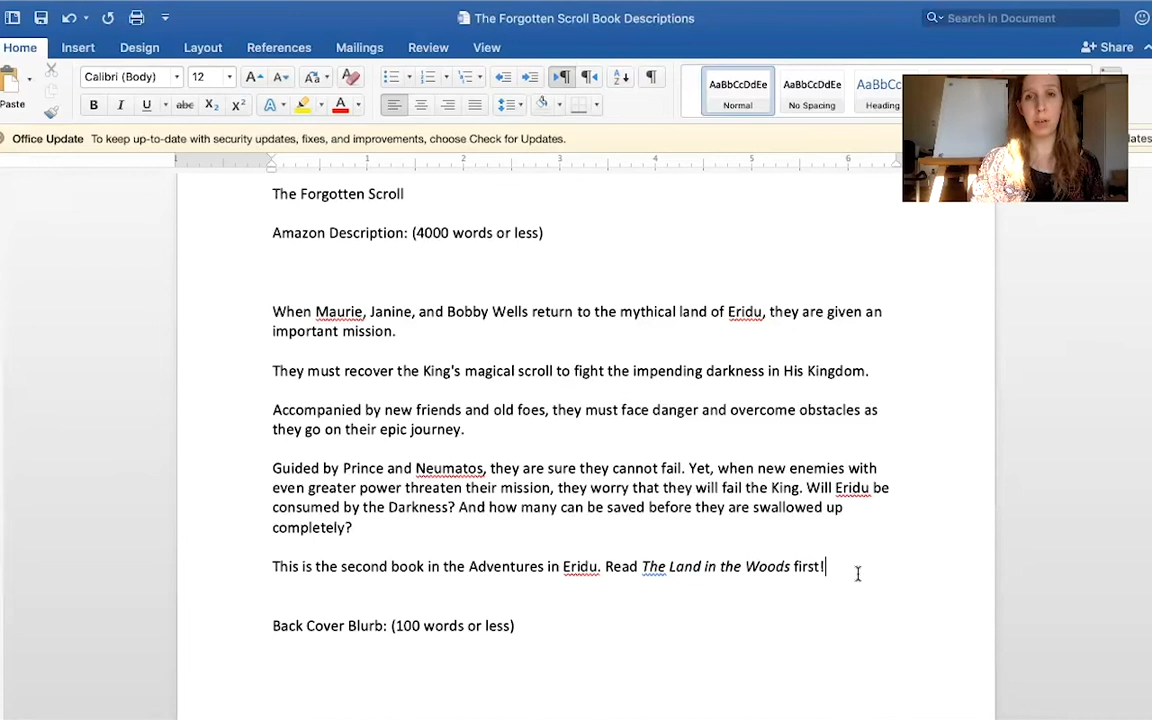 The Forgotten Scroll Book Descriptions
Search in Document
Home Insert Design Layout References Mailings Review View
Share
Calibri (Body) 12
Paste
AaBbCcDdEe AaBbCcDdEe AaBbCcDc
Normal No Spacing Heading
Office Update To keep up-to-date with security updates, fixes, and improvements, choose Check for Updates.
1 1 2 3 4 5 6
The Forgotten Scroll
Amazon Description: (4000 words or less)
When Maurie, Janine, and Bobby Wells return to the mythical land of Eridu, they are given an
important mission.
They must recover the King's magical scroll to fight the impending darkness in His Kingdom.
Accompanied by new friends and old foes, they must face danger and overcome obstacles as
they go on their epic journey.
Guided by Prince and Neumatos, they are sure they cannot fail. Yet, when new enemies with
even greater power threaten their mission, they worry that they will fail the King. Will Eridu be
consumed by the Darkness? And how many can be saved before they are swallowed up
completely?
This is the second book in the Adventures in Eridu. Read The Land in the Woods first!
Back Cover Blurb: (100 words or less)